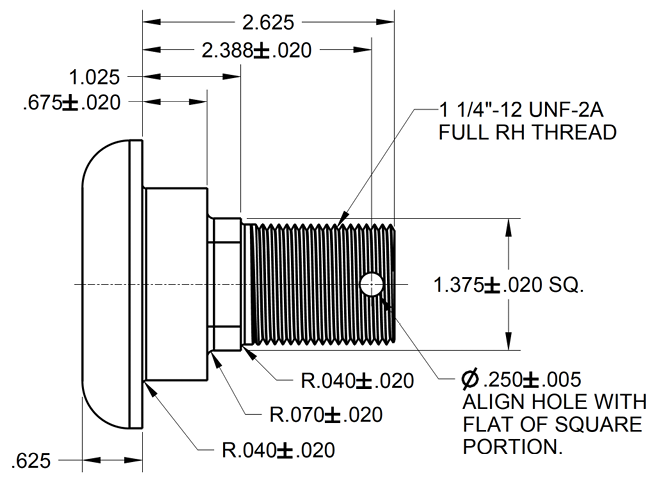 2.625
2.388±.020
1.025
.675±.020
1 1/4"-12 UNF-2A
FULL RH THREAD
1.375±.020 SQ.
R.040±.020
Ø.250±.005
ALIGN HOLE WITH
FLAT OF SQUARE
PORTION.
R.070±.020
R.040±.020
.625